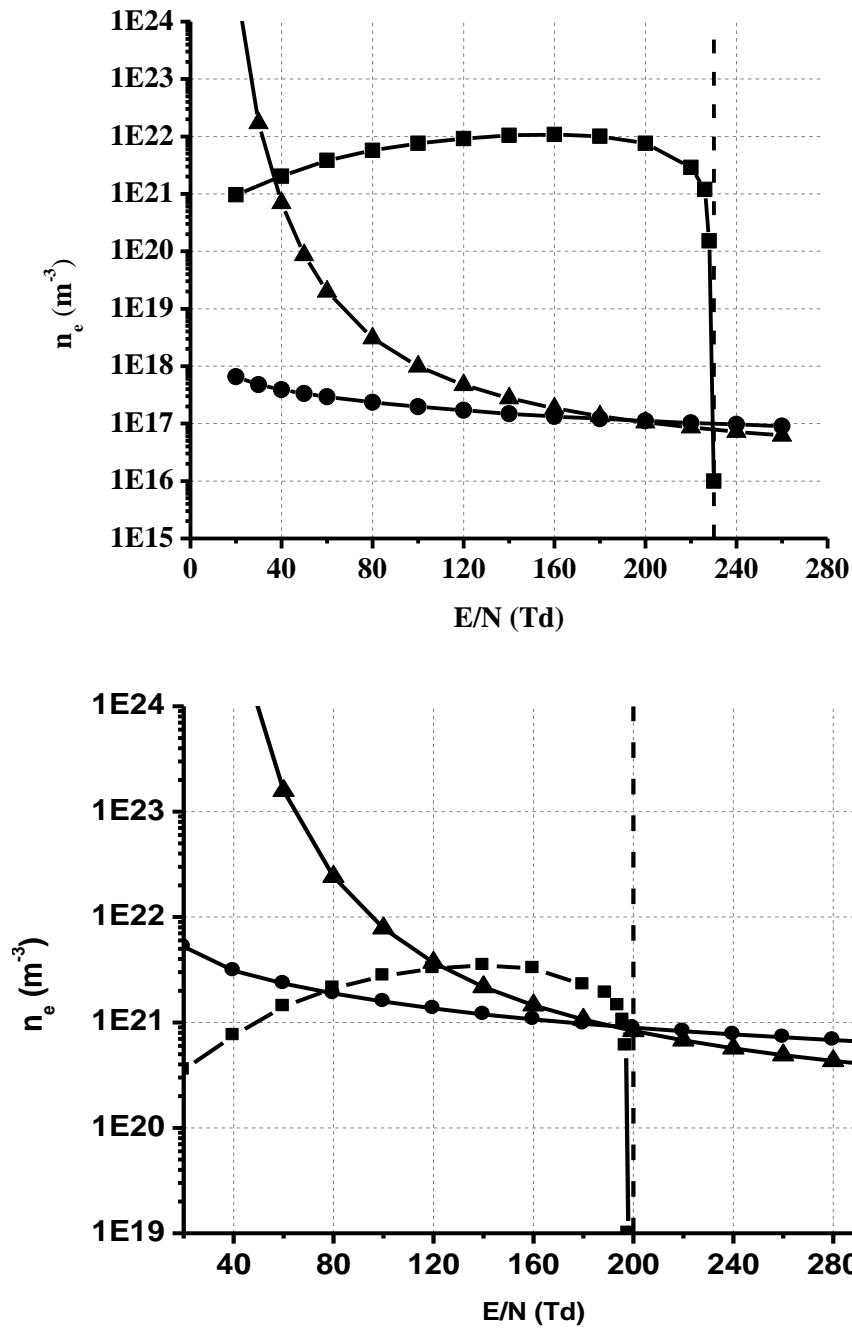 1E24
1E23
1E22
1E21
1E20
1E19
1E18
1E17
1E16
1E15
n_e (m^-3)
0 40 80 120 160 200 240 280
E/N (Td)
1E24
1E23
1E22
1E21
1E20
1E19
n_e (m^-3)
40 80 120 160 200 240 280
E/N (Td)